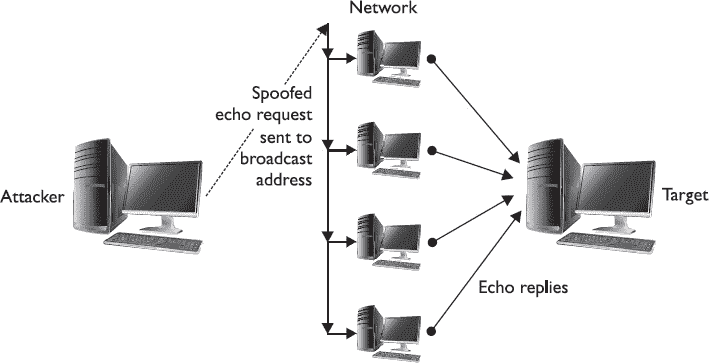 Network
Spoofed
echo request
sent to
broadcast
address
Attacker
Target
Echo replies